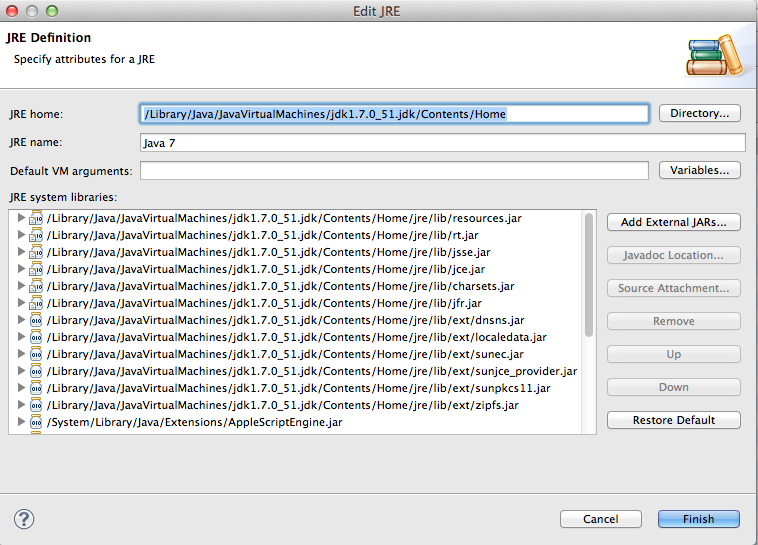 Edit JRE
JRE Definition
Specify attributes for a JRE
JRE home: /Library/Java/JavaVirtualMachines/jdk1.7.0_51.jdk/Contents/Home Directory...
JRE name: Java 7
Default VM arguments: Variables...
JRE system libraries:
/Library/Java/JavaVirtualMachines/jdk1.7.0_51.jdk/Contents/Home/jre/lib/resources.jar
/Library/Java/JavaVirtualMachines/jdk1.7.0_51.jdk/Contents/Home/jre/lib/rt.jar
/Library/Java/JavaVirtualMachines/jdk1.7.0_51.jdk/Contents/Home/jre/lib/jsse.jar
/Library/Java/JavaVirtualMachines/jdk1.7.0_51.jdk/Contents/Home/jre/lib/jce.jar
/Library/Java/JavaVirtualMachines/jdk1.7.0_51.jdk/Contents/Home/jre/lib/charsets.jar
/Library/Java/JavaVirtualMachines/jdk1.7.0_51.jdk/Contents/Home/jre/lib/jfr.jar
/Library/Java/JavaVirtualMachines/jdk1.7.0_51.jdk/Contents/Home/jre/lib/ext/dnsns.jar
/Library/Java/JavaVirtualMachines/jdk1.7.0_51.jdk/Contents/Home/jre/lib/ext/localedata.jar
/Library/Java/JavaVirtualMachines/jdk1.7.0_51.jdk/Contents/Home/jre/lib/ext/sunec.jar
/Library/Java/JavaVirtualMachines/jdk1.7.0_51.jdk/Contents/Home/jre/lib/ext/sunjce_provider.jar
/Library/Java/JavaVirtualMachines/jdk1.7.0_51.jdk/Contents/Home/jre/lib/ext/sunpkcs11.jar
/Library/Java/JavaVirtualMachines/jdk1.7.0_51.jdk/Contents/Home/jre/lib/ext/zipfs.jar
/System/Library/Java/Extensions/AppleScriptEngine.jar
Add External JARs...
Javadoc Location...
Source Attachment...
Remove
Up
Down
Restore Default
? Cancel Finish